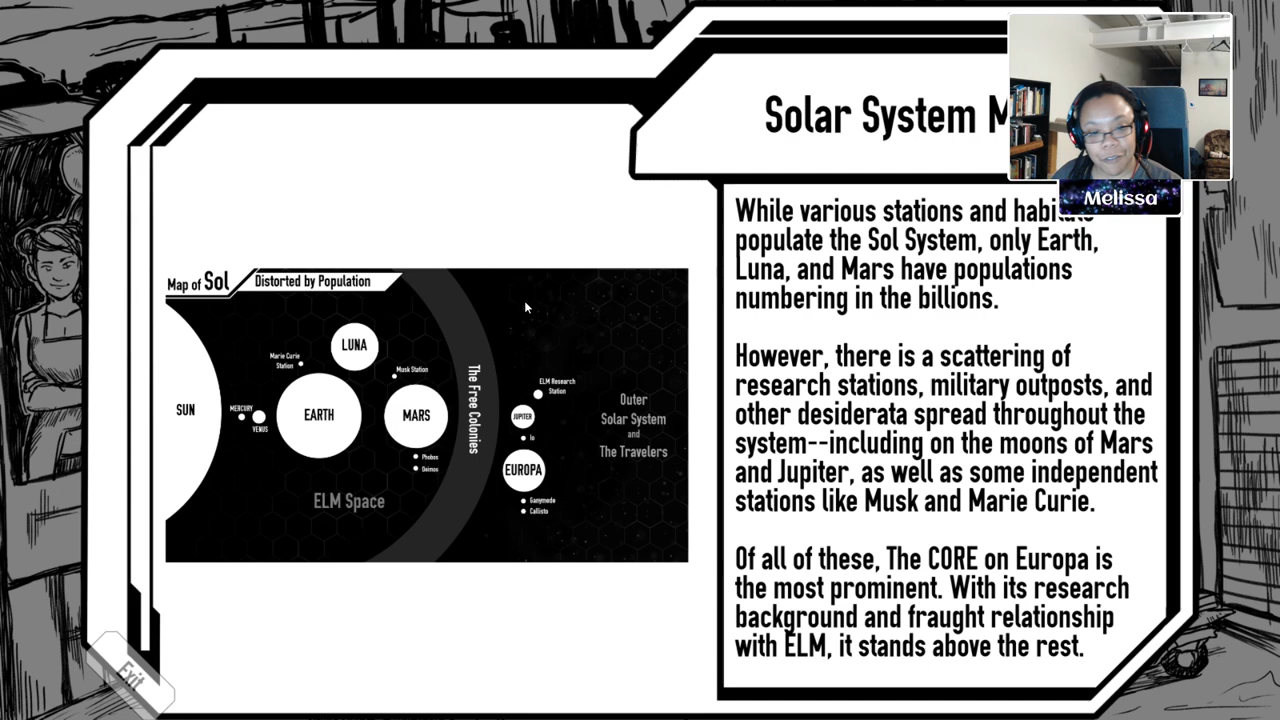 Solar System
Melissa
While various stations and habitats
populate the Sol System, only Earth,
Luna, and Mars have populations
numbering in the billions.
However, there is a scattering of
research stations, military outposts, and
other desiderata spread throughout the
system--including on the moons of Mars
and Jupiter, as well as some independent
stations like Musk and Marie Curie.
Of all of these, The CORE on Europa is
the most prominent. With its research
background and fraught relationship
with ELM, it stands above the rest.
Map of Sol
Distorted by Population
SUN
MERCURY
VENUS
Marie Curie
Station
EARTH
LUNA
Musk Station
MARS
Phobos
Deimos
ELM Space
The Free Colonies
ELM Research
Station
JUPITER
Io
EUROPA
Ganymede
Callisto
Outer
Solar System
and
The Travelers
Exit